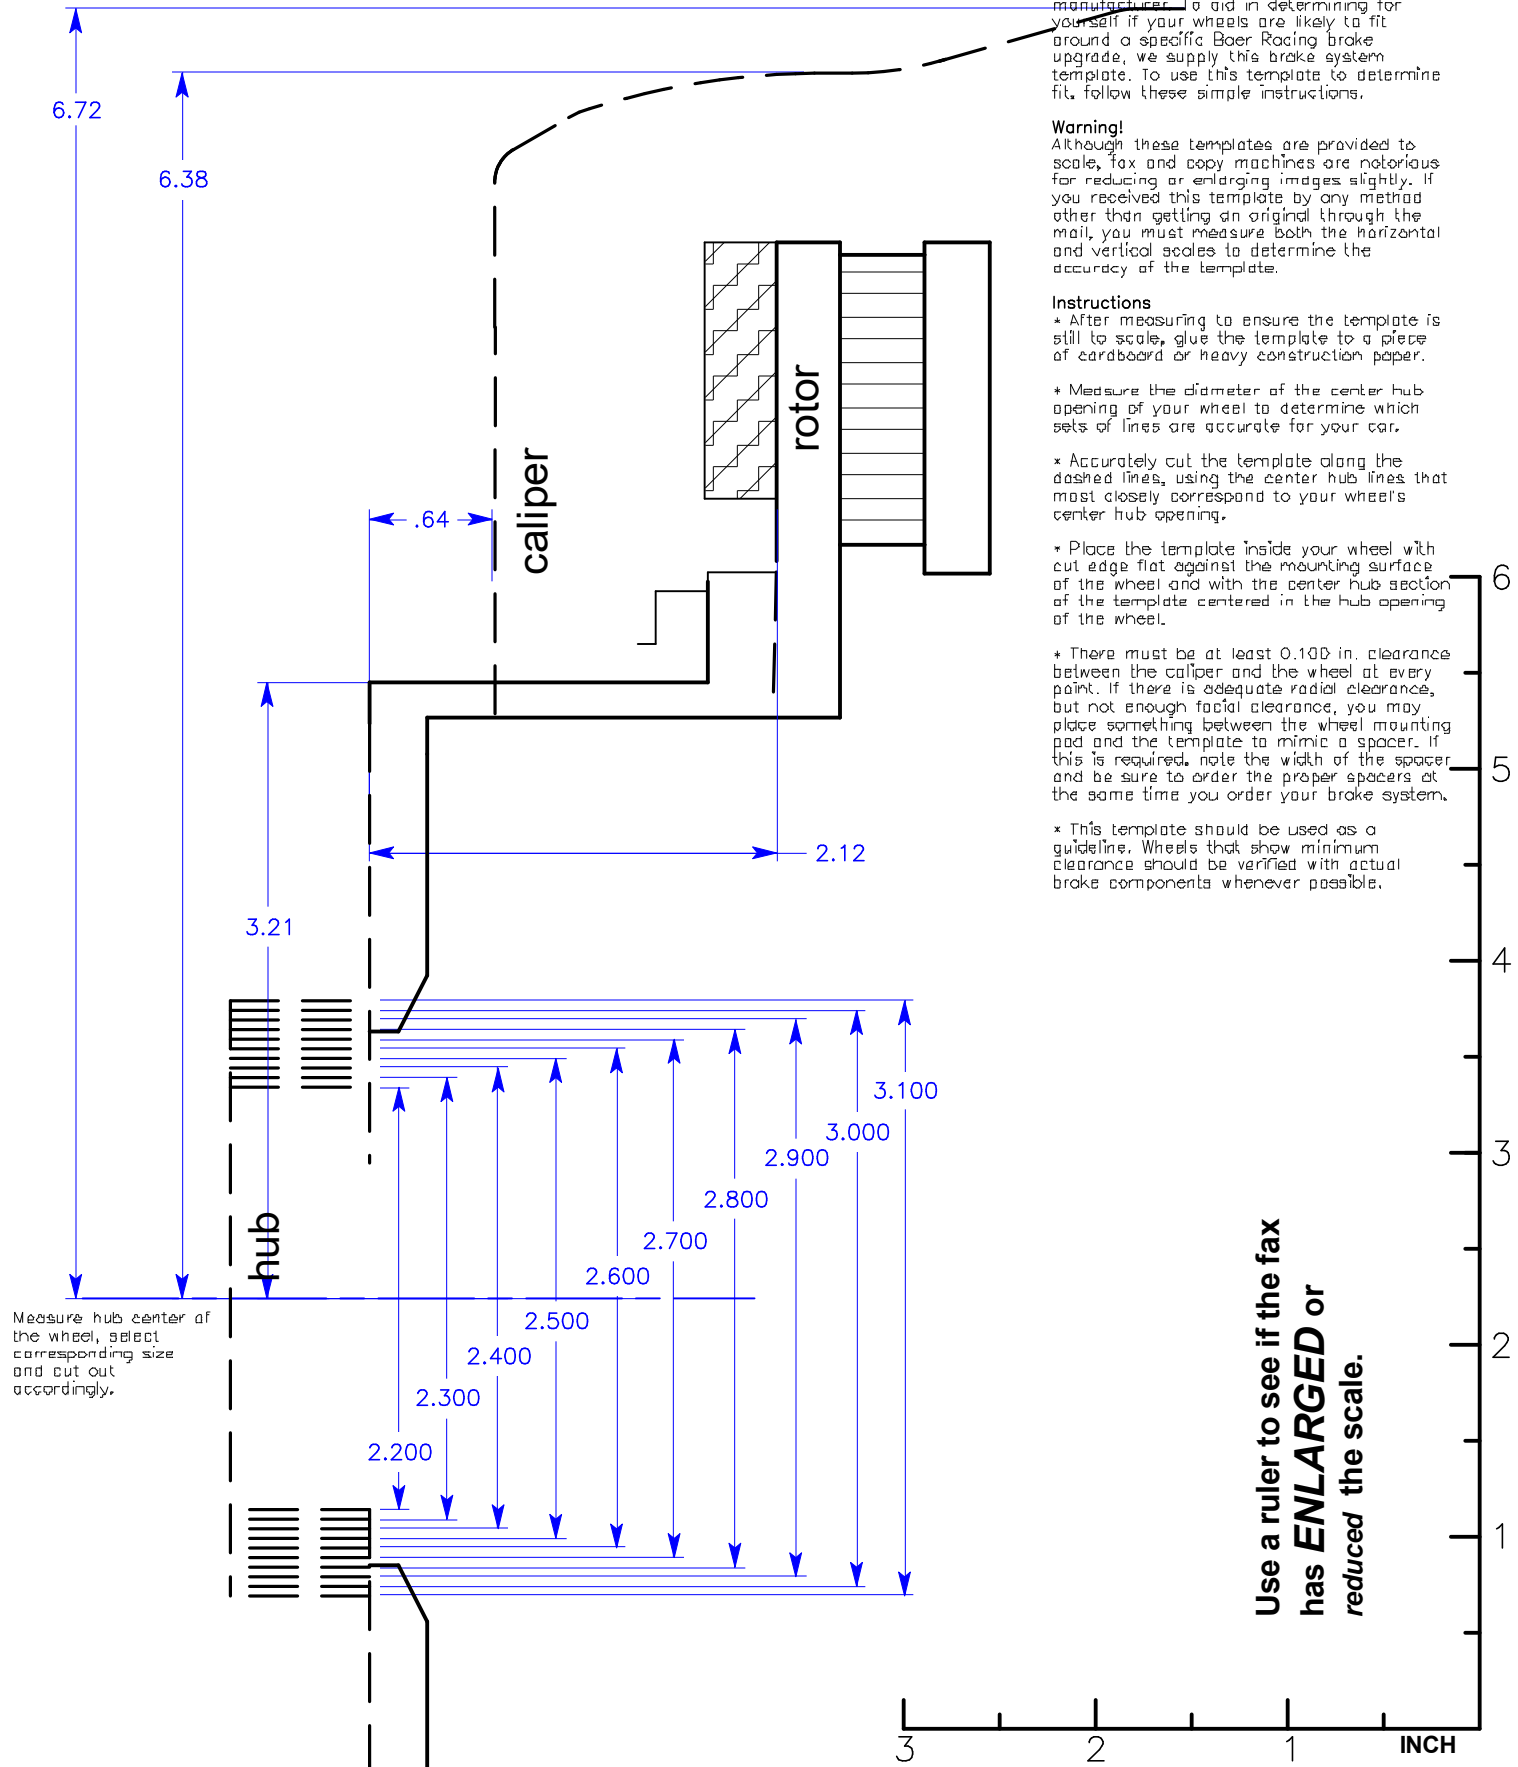 manufacturer. To aid in determining for
yourself if your wheels are likely to fit
around a specific Baer Racing brake
upgrade, we supply this brake system
template. To use this template to determine
fit, follow these simple instructions.
Warning!
Although these templates are provided to
scale, fax and copy machines are notorious
for reducing or enlarging images slightly. If
you received this template by any method
other than getting an original through the
mail, you must measure both the horizontal
and vertical scales to determine the
accuracy of the template.
Instructions
* After measuring to ensure the template is
still to scale, glue the template to a piece
of cardboard or heavy construction paper.
* Measure the diameter of the center hub
opening of your wheel to determine which
sets of lines are accurate for your car.
* Accurately cut the template along the
dashed lines, using the center hub lines that
most closely correspond to your wheel's
center hub opening.
* Place the template inside your wheel with
cut edge flat against the mounting surface
of the wheel and with the center hub section
of the template centered in the hub opening
of the wheel.
* There must be at least 0.100 in. clearance
between the caliper and the wheel at every
point. If there is adequate radial clearance,
but not enough facial clearance, you may
place something between the wheel mounting
pad and the template to mimic a spacer. If
this is required, note the width of the spacer
and be sure to order the proper spacers at
the same time you order your brake system.
* This template should be used as a
guideline. Wheels that show minimum
clearance should be verified with actual
brake components whenever possible.
6.72
6.38
rotor
caliper
.64
2.12
3.21
3.100
3.000
2.900
2.800
2.700
2.600
2.500
2.400
2.300
2.200
hub
Measure hub center of
the wheel, select
corresponding size
and cut out
accordingly.
6
5
4
3
2
1
Use a ruler to see if the fax
has ENLARGED or
reduced the scale.
3
2
1
INCH